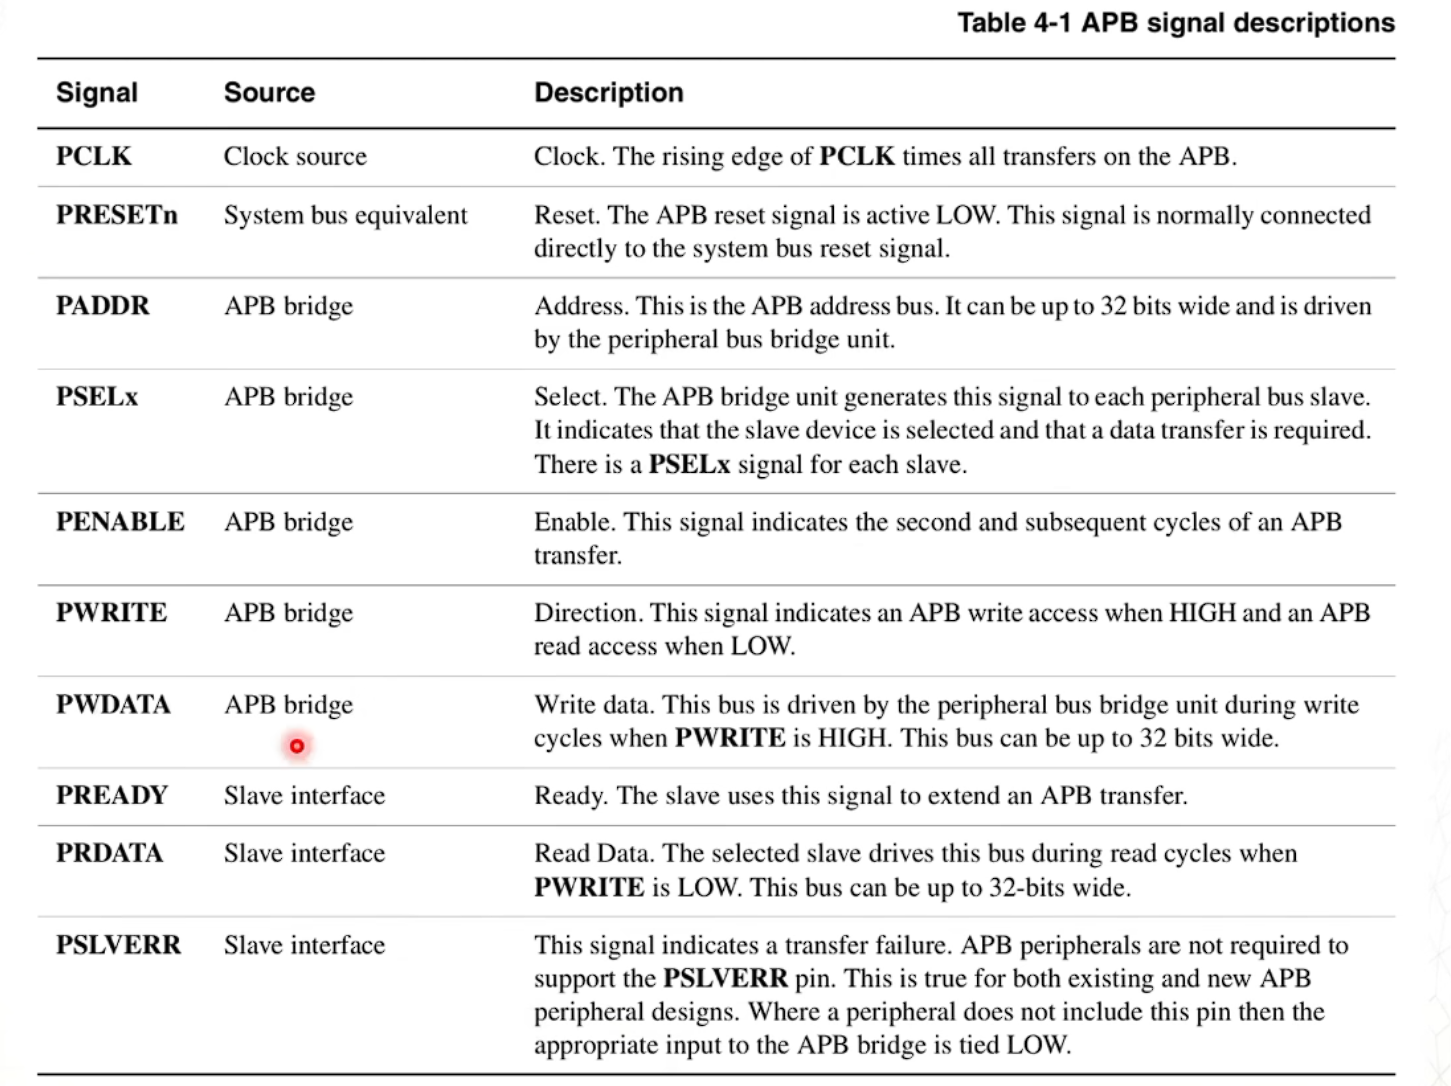 Table 4-1 APB signal descriptions
Signal Source Description
PCLK Clock source Clock. The rising edge of PCLK times all transfers on the APB.
PRESETn System bus equivalent Reset. The APB reset signal is active LOW. This signal is normally connected
directly to the system bus reset signal.
PADDR APB bridge Address. This is the APB address bus. It can be up to 32 bits wide and is driven
by the peripheral bus bridge unit.
PSELx APB bridge Select. The APB bridge unit generates this signal to each peripheral bus slave.
It indicates that the slave device is selected and that a data transfer is required.
There is a PSELx signal for each slave.
PENABLE APB bridge Enable. This signal indicates the second and subsequent cycles of an APB
transfer.
PWRITE APB bridge Direction. This signal indicates an APB write access when HIGH and an APB
read access when LOW.
PWDATA APB bridge Write data. This bus is driven by the peripheral bus bridge unit during write
cycles when PWRITE is HIGH. This bus can be up to 32 bits wide.
PREADY Slave interface Ready. The slave uses this signal to extend an APB transfer.
PRDATA Slave interface Read Data. The selected slave drives this bus during read cycles when
PWRITE is LOW. This bus can be up to 32-bits wide.
PSLVERR Slave interface This signal indicates a transfer failure. APB peripherals are not required to
support the PSLVERR pin. This is true for both existing and new APB
peripheral designs. Where a peripheral does not include this pin then the
appropriate input to the APB bridge is tied LOW.